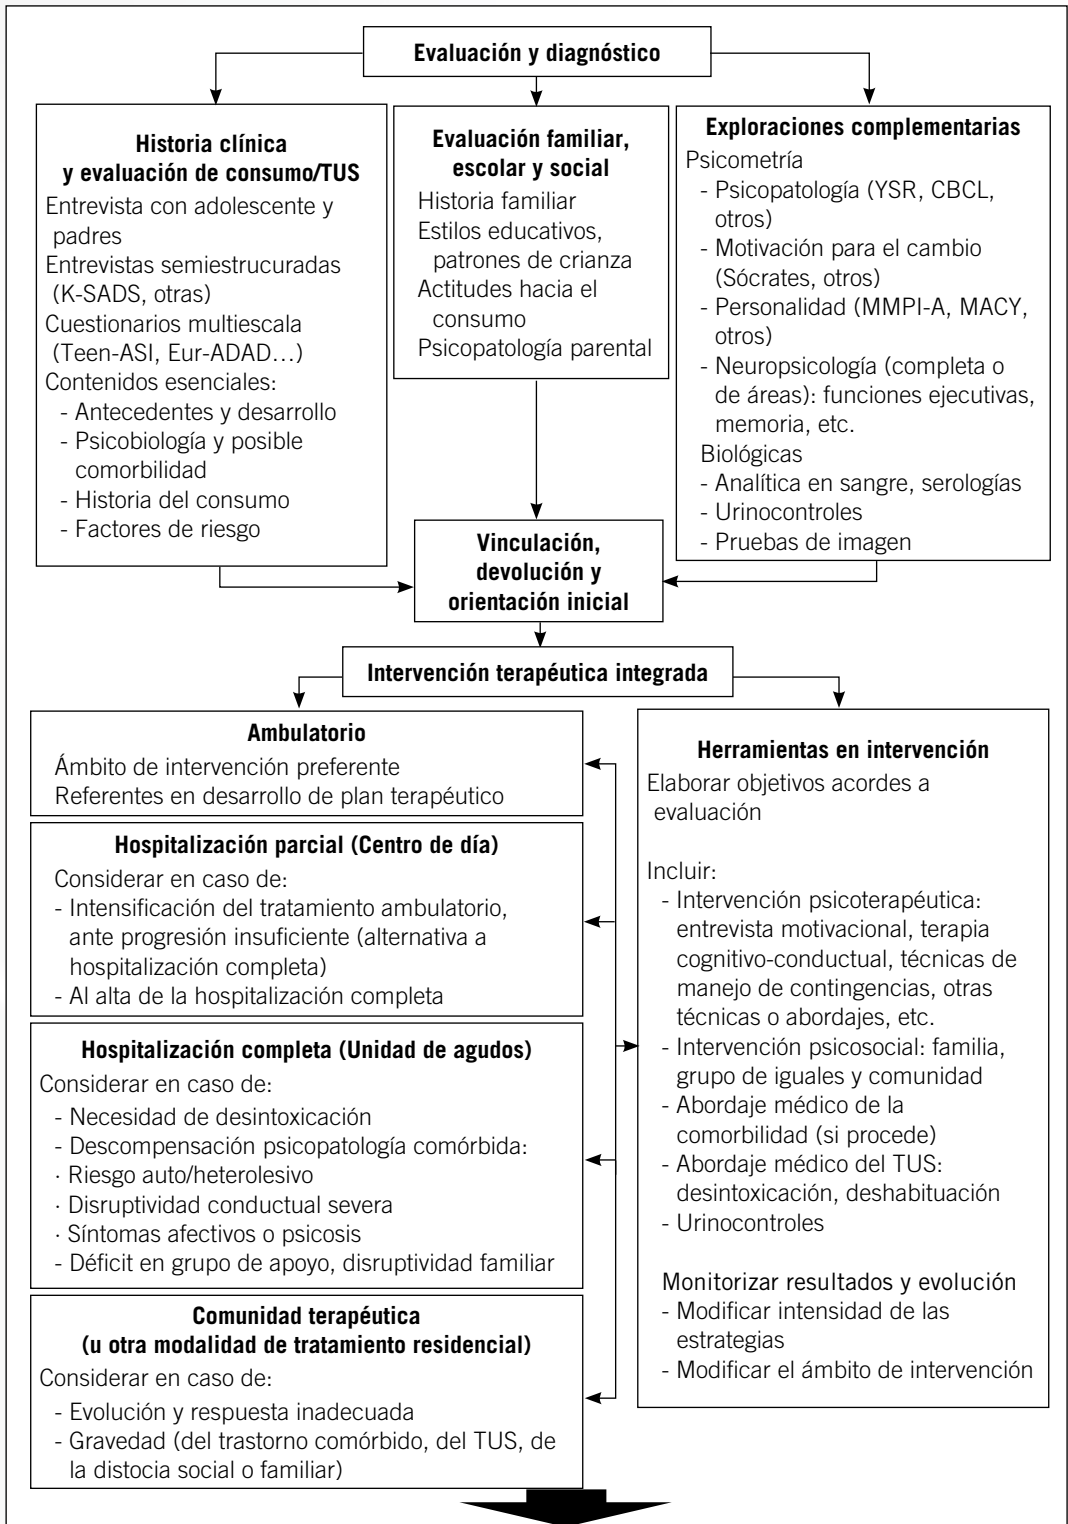 Evaluación y diagnóstico
Historia clínica
y evaluación de consumo/TUS
Entrevista con adolescente y
padres
Entrevistas semiestrucuradas
(K-SADS, otras)
Cuestionarios multiescala
(Teen-ASI, Eur-ADAD…)
Contenidos esenciales:
- Antecedentes y desarrollo
- Psicobiología y posible
comorbilidad
- Historia del consumo
- Factores de riesgo
Evaluación familiar,
escolar y social
Historia familiar
Estilos educativos,
patrones de crianza
Actitudes hacia el
consumo
Psicopatología parental
Exploraciones complementarias
Psicometría
- Psicopatología (YSR, CBCL,
otros)
- Motivación para el cambio
(Sócrates, otros)
- Personalidad (MMPI-A, MACY,
otros)
- Neuropsicología (completa o
de áreas): funciones ejecutivas,
memoria, etc.
Biológicas
- Analítica en sangre, serologías
- Urinocontroles
- Pruebas de imagen
Vinculación,
devolución y
orientación inicial
Intervención terapéutica integrada
Ambulatorio
Ámbito de intervención preferente
Referentes en desarrollo de plan terapéutico
Hospitalización parcial (Centro de día)
Considerar en caso de:
- Intensificación del tratamiento ambulatorio,
ante progresión insuficiente (alternativa a
hospitalización completa)
- Al alta de la hospitalización completa
Hospitalización completa (Unidad de agudos)
Considerar en caso de:
- Necesidad de desintoxicación
- Descompensación psicopatología comórbida:
· Riesgo auto/heterolesivo
· Disruptividad conductual severa
· Síntomas afectivos o psicosis
- Déficit en grupo de apoyo, disruptividad familiar
Comunidad terapéutica
(u otra modalidad de tratamiento residencial)
Considerar en caso de:
- Evolución y respuesta inadecuada
- Gravedad (del trastorno comórbido, del TUS, de
la distocia social o familiar)
Herramientas en intervención
Elaborar objetivos acordes a
evaluación
Incluir:
- Intervención psicoterapéutica:
entrevista motivacional, terapia
cognitivo-conductual, técnicas de
manejo de contingencias, otras
técnicas o abordajes, etc.
- Intervención psicosocial: familia,
grupo de iguales y comunidad
- Abordaje médico de la
comorbilidad (si procede)
- Abordaje médico del TUS:
desintoxicación, deshabituación
- Urinocontroles
Monitorizar resultados y evolución
- Modificar intensidad de las
estrategias
- Modificar el ámbito de intervención